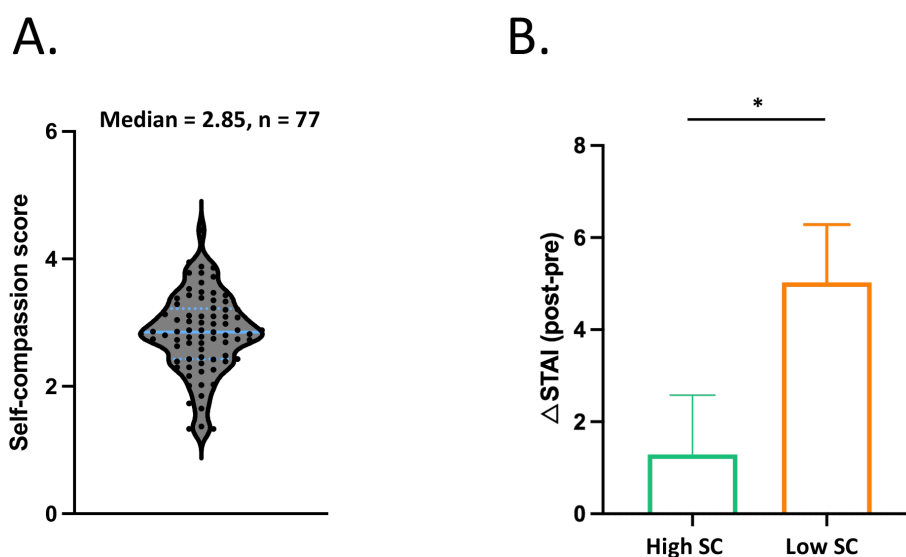 A.
Median = 2.85, n = 77
Self-compassion score
6
4
2
0
B.
*
△STAI (post-pre)
8
6
4
2
0
High SC
Low SC